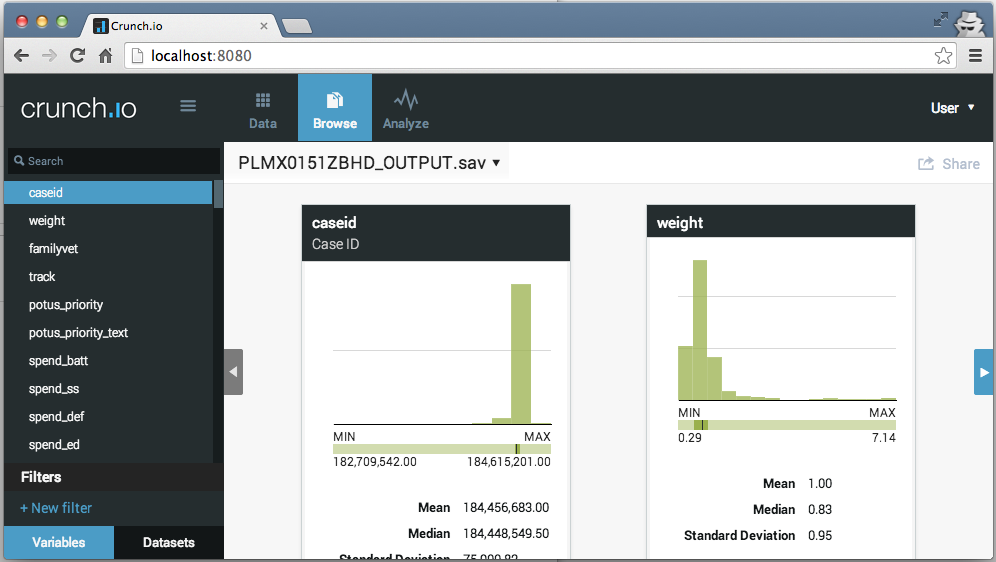 Crunch.io
localhost:8080
crunch.io
Data
Browse
Analyze
User
Search
PLMX0151ZBHD_OUTPUT.sav
Share
caseid
weight
familyvet
track
potus_priority
potus_priority_text
spend_batt
spend_ss
spend_def
spend_ed
Filters
+ New filter
Variables Datasets
caseid
Case ID
MIN MAX
182,709,542.00 184,615,201.00
Mean 184,456,683.00
Median 184,448,549.50
Standard Deviation
weight
MIN MAX
0.29 7.14
Mean 1.00
Median 0.83
Standard Deviation 0.95